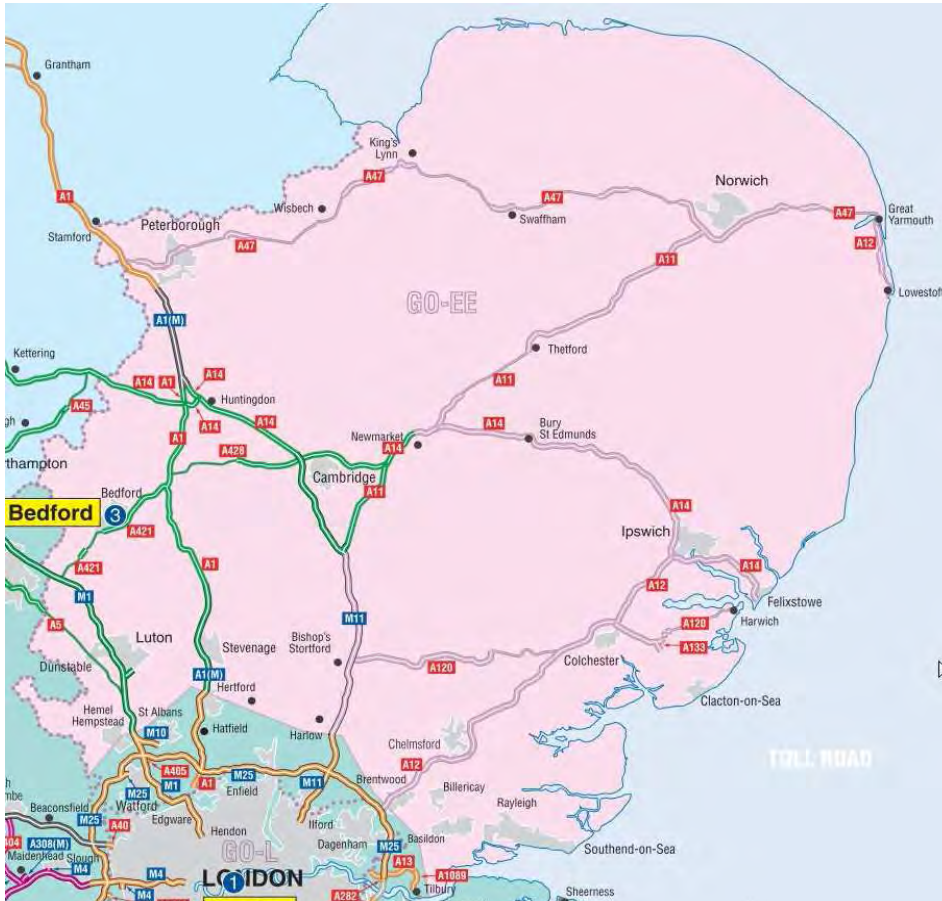 Grantham
King's
Lynn
A47
Norwich
A1
Wisbech
A47
A47
Great
Yarmouth
Swaffham
Peterborough
Stamford
A47
A12
A11
Lowestoft
GO-EE
A1(M)
Kettering
Thetford
A14
A1
A14
A11
A45
Huntingdon
A14
A14
gh
A1
Newmarket
A14
Bury
St Edmunds
A428
A14
rthampton
Cambridge
A11
Bedford
A14
Bedford
3
A421
Ipswich
A1
A421
A12
A14
M1
Felixstowe
M11
A120
Harwich
A5
Luton
Stevenage
Bishop's
Stortford
A133
Dunstable
A120
Colchester
A1(M)
Hertford
Clacton-on-Sea
Hemel
Hempstead
St Albans
Hatfield
M10
Harlow
Chelmsford
TOLL ROAD
A405
A12
M25
M11
Brentwood
M1
A1
M25
Enfield
Billericay
Watford
Beaconsfield
mbe
M25
Edgware
Rayleigh
A40
Hendon
Ilford
Basildon
A308(M)
Dagenham
M25
Southend-on-Sea
404
Maidenhead
Slough
GO-L
A13
M4
M4
LONDON
1
A1089
M4
A282
Tilbury
Sheerness